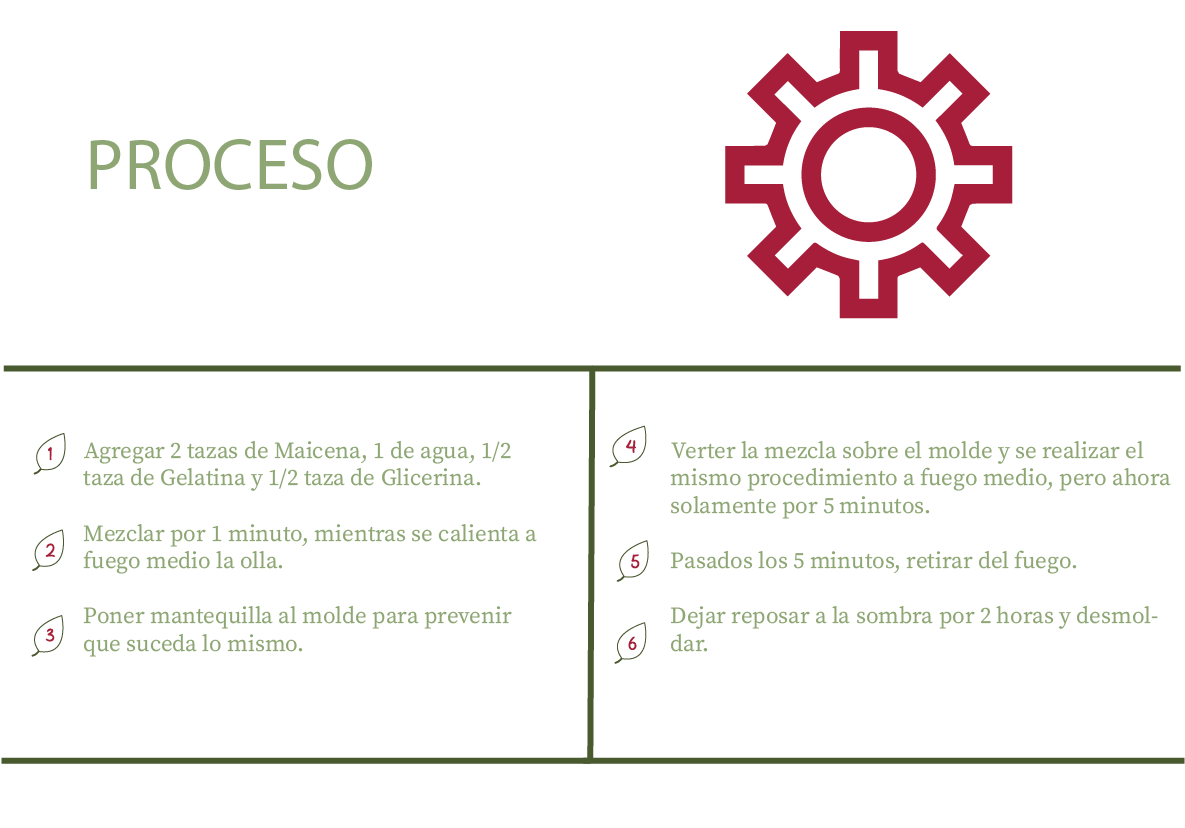 PROCESO
1
Agregar 2 tazas de Maicena, 1 de agua, 1/2
taza de Gelatina y 1/2 taza de Glicerina.
2
Mezclar por 1 minuto, mientras se calienta a
fuego medio la olla.
3
Poner mantequilla al molde para prevenir
que suceda lo mismo.
4
Verter la mezcla sobre el molde y se realizar el
mismo procedimiento a fuego medio, pero ahora
solamente por 5 minutos.
5
Pasados los 5 minutos, retirar del fuego.
6
Dejar reposar a la sombra por 2 horas y desmol-
dar.